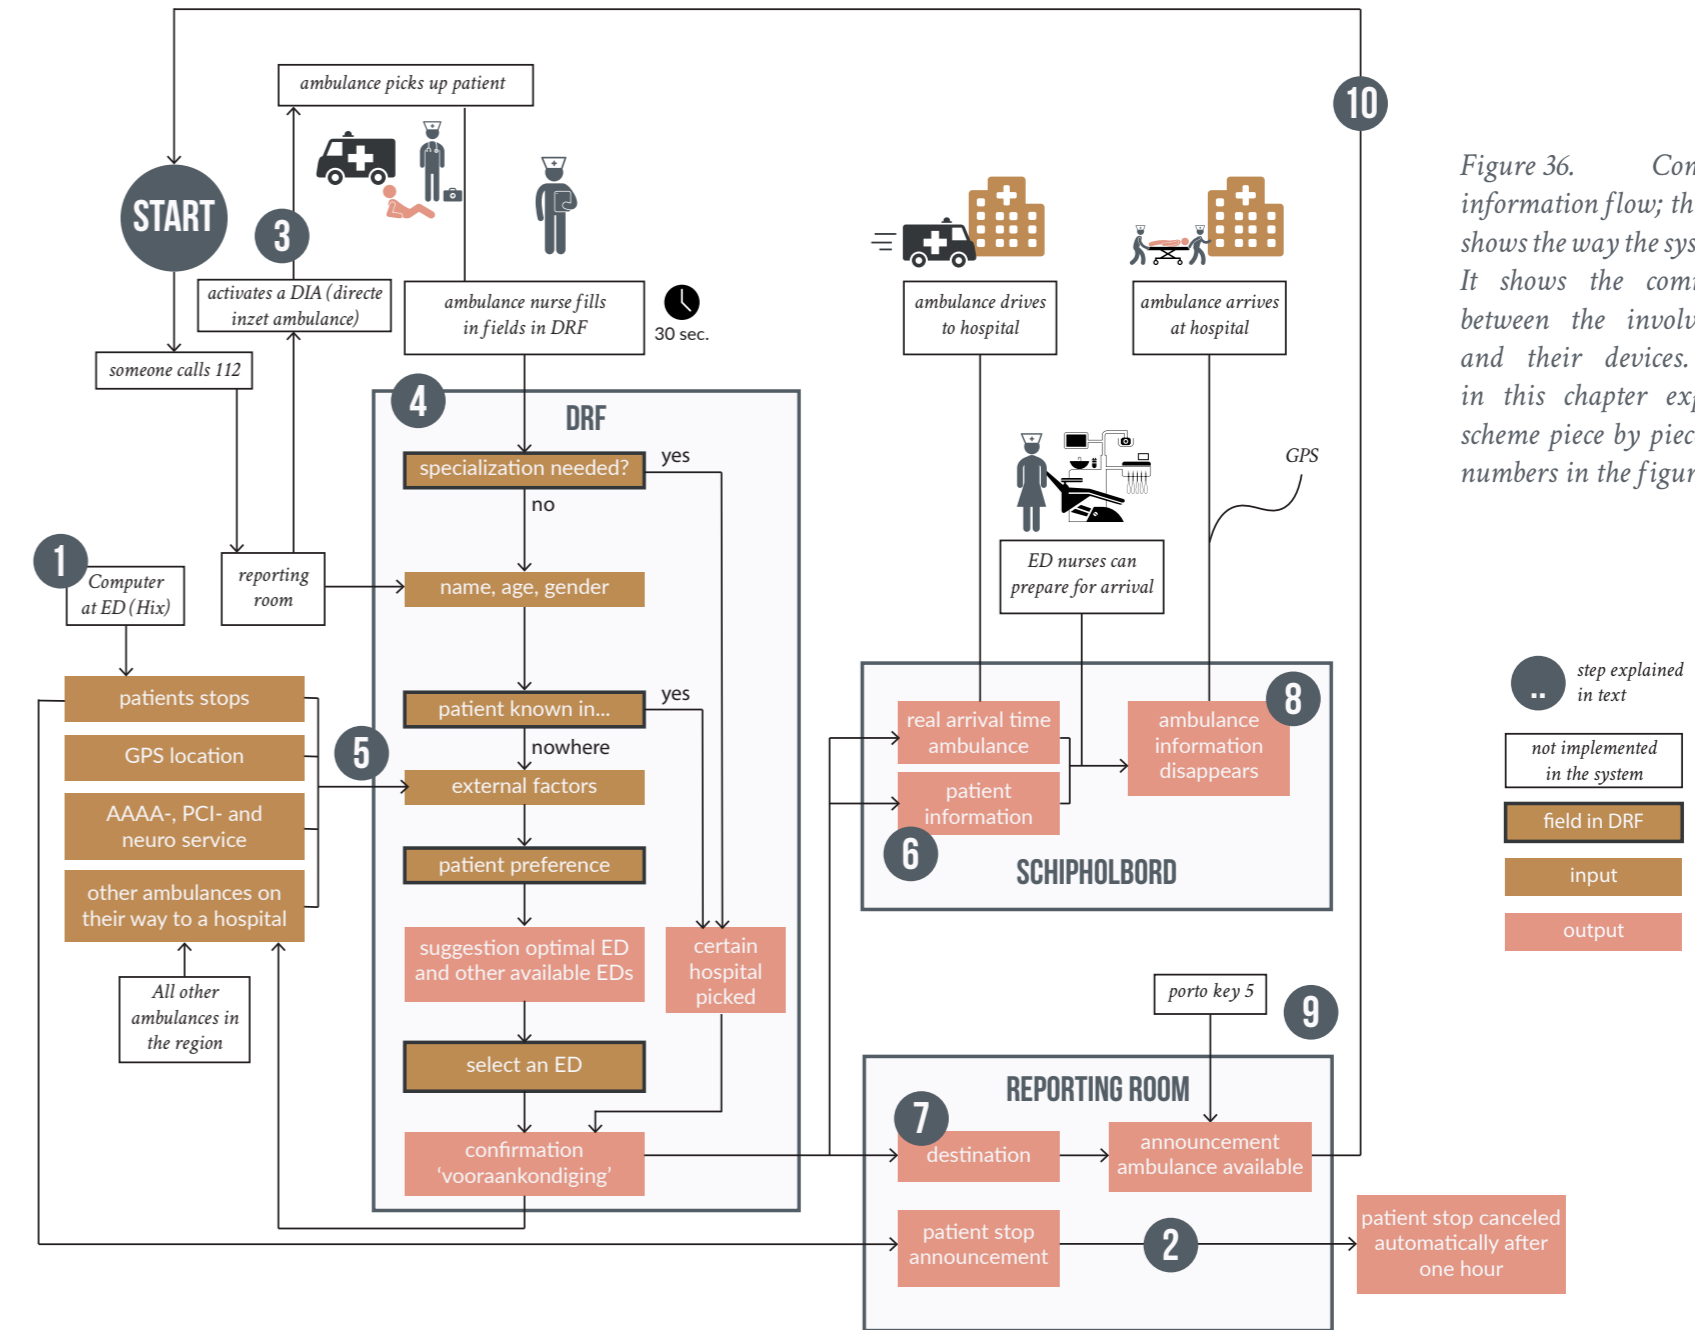 10
ambulance picks up patient
START
3
activates a DIA (directe
inzet ambulance)
someone calls 112
ambulance nurse fills
in fields in DRF
30 sec.
ambulance drives
to hospital
ambulance arrives
at hospital
GPS
ED nurses can
prepare for arrival
1
Computer
at ED (Hix)
reporting
room
patients stops
GPS location
AAAA-, PCI- and
neuro service
other ambulances on
their way to a hospital
All other
ambulances in
the region
5
4
DRF
specialization needed?
yes
no
name, age, gender
patient known in...
yes
nowhere
external factors
patient preference
suggestion optimal ED
and other available EDs
certain
hospital
picked
select an ED
confirmation
‘vooraankondiging’
real arrival time
ambulance
patient
information
6
8
ambulance
information
disappears
SCHIPHOLBORD
porto key 5
9
REPORTING ROOM
7
destination
announcement
ambulance available
patient stop
announcement
2
patient stop canceled
automatically after
one hour
Figure 36.
information flow;
shows the way the
It shows the
between the
and their devices.
in this chapter
scheme piece by
numbers in the
..
step explained
in text
not implemented
in the system
field in DRF
input
output